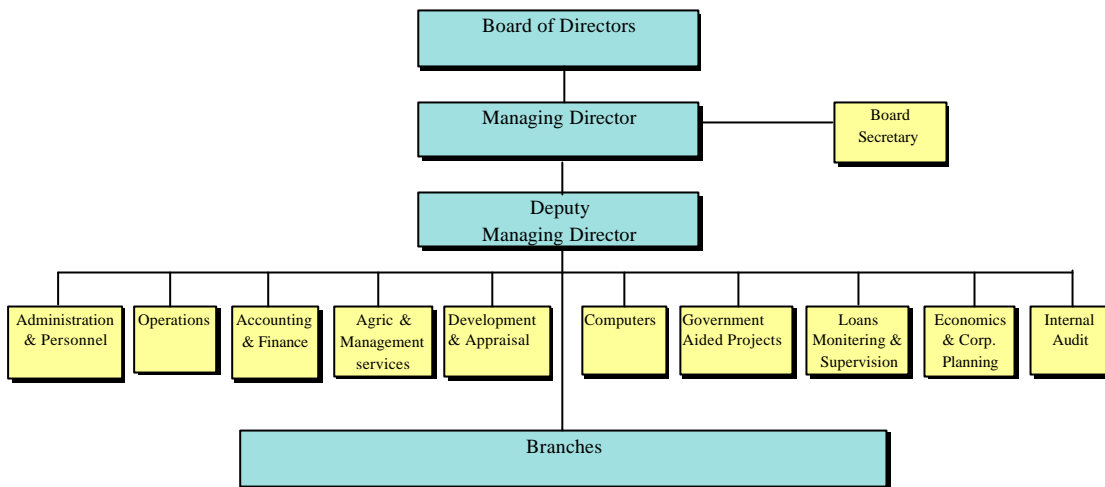 Board of Directors
Managing Director
Board
Secretary
Deputy
Managing Director
Administration
& Personnel
Operations
Accounting
& Finance
Agric &
Management
services
Development
& Appraisal
Computers
Government
Aided Projects
Loans
Monitering &
Supervision
Economics
& Corp.
Planning
Internal
Audit
Branches